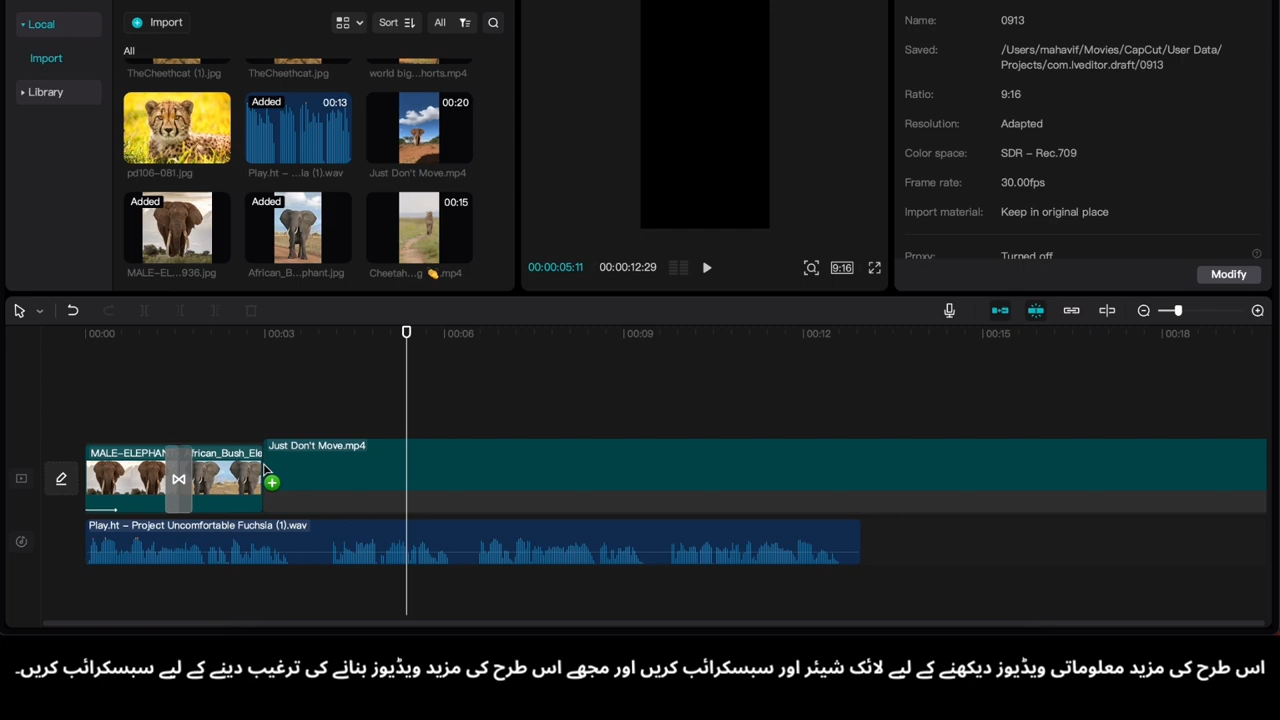 Local
Import
Library
Import
Sort
All
All
TheCheethcat (1).jpg
TheCheethcat.jpg
world big...horts.mp4
Added
00:13
00:20
pd106-081.jpg
Play.ht - ...la (1).wav
Just Don't Move.mp4
Added
Added
00:15
MALE-EL...936.jpg
African_B...phant.jpg
Cheetah...g 👏.mp4
00:00:05:11
00:00:12:29
9:16
Name: 0913
Saved: /Users/mahavif/Movies/CapCut/User Data/
Projects/com.lveditor.draft/0913
Ratio: 9:16
Resolution: Adapted
Color space: SDR – Rec.709
Frame rate: 30.00fps
Import material: Keep in original place
Proxy: Turned off
Modify
00:00
00:03
00:06
00:09
00:12
00:15
00:18
Just Don't Move.mp4
MALE-ELEPHANT
African_Bush_Ele
Play.ht – Project Uncomfortable Fuchsia (1).wav
اس طرح کی مزید معلوماتی ویڈیوز دیکھنے کے لیے لائک شیئر اور سبسکرائب کریں اور مجھے اس طرح کی مزید ویڈیوز بنانے کی ترغیب دینے کے لیے سبسکرائب کریں۔